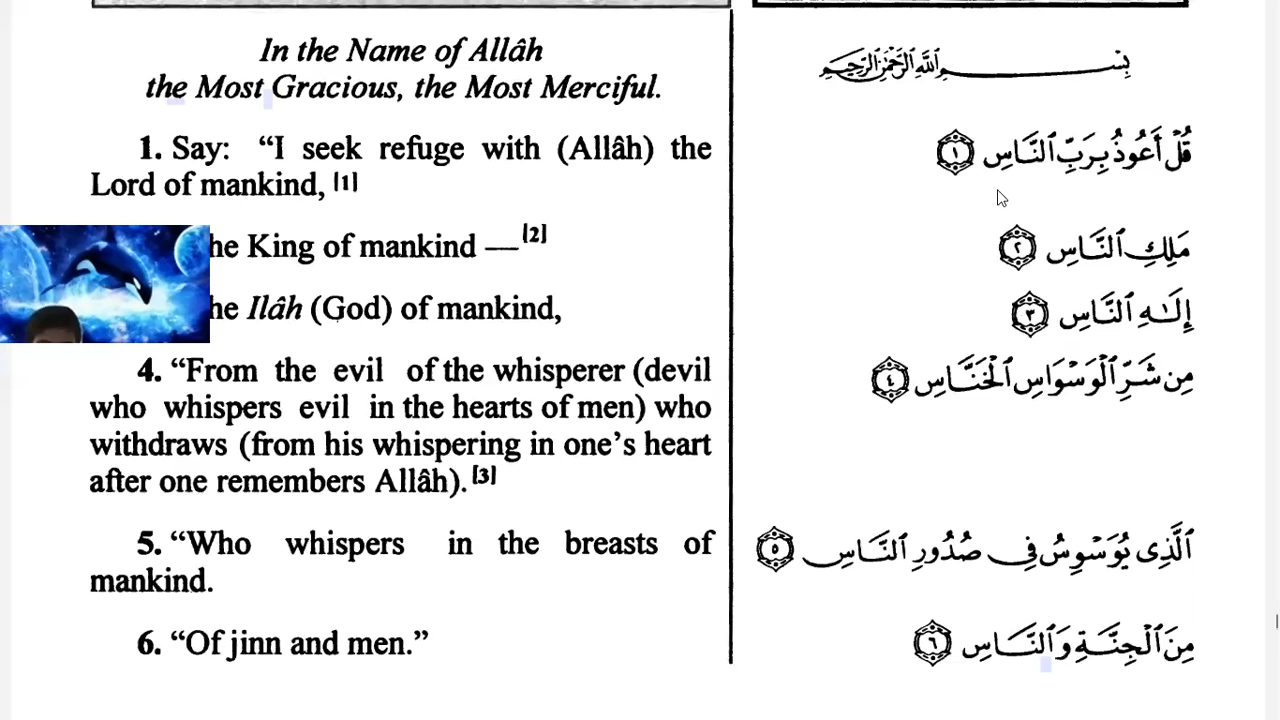 In the Name of Allâh
the Most Gracious, the Most Merciful.
1. Say: “I seek refuge with (Allâh) the
Lord of mankind, [1]
he King of mankind —[2]
he Ilâh (God) of mankind,
4. “From the evil of the whisperer (devil
who whispers evil in the hearts of men) who
withdraws (from his whispering in one’s heart
after one remembers Allâh). [3]
5. “Who whispers in the breasts of
mankind.
6. “Of jinn and men.”
بِسْمِ ٱللَّهِ ٱلرَّحْمَٰنِ ٱلرَّحِيمِ
قُلْ أَعُوذُ بِرَبِّ ٱلنَّاسِ ١
مَلِكِ ٱلنَّاسِ ٢
إِلَٰهِ ٱلنَّاسِ ٣
مِن شَرِّ ٱلْوَسْوَاسِ ٱلْخَنَّاسِ ٤
ٱلَّذِى يُوَسْوِسُ فِى صُدُورِ ٱلنَّاسِ ٥
مِنَ ٱلْجِنَّةِ وَٱلنَّاسِ ٦